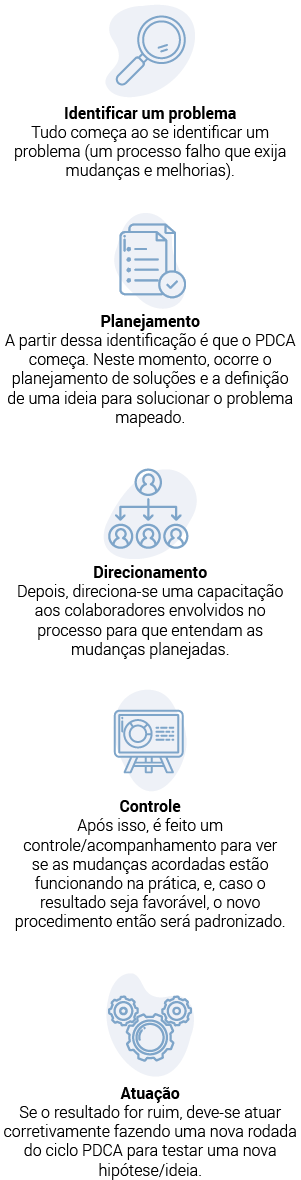 Identificar um problema
Tudo começa ao se identificar um
problema (um processo falho que exija
mudanças e melhorias).
Planejamento
A partir dessa identificação é que o PDCA
começa. Neste momento, ocorre o
planejamento de soluções e a definição
de uma ideia para solucionar o problema
mapeado.
Direcionamento
Depois, direciona-se uma capacitação
aos colaboradores envolvidos no
processo para que entendam as
mudanças planejadas.
Controle
Após isso, é feito um
controle/acompanhamento para ver
se as mudanças acordadas estão
funcionando na prática, e, caso o
resultado seja favorável, o novo
procedimento então será padronizado.
Atuação
Se o resultado for ruim, deve-se atuar
corretivamente fazendo uma nova rodada
do ciclo PDCA para testar uma nova
hipótese/ideia.